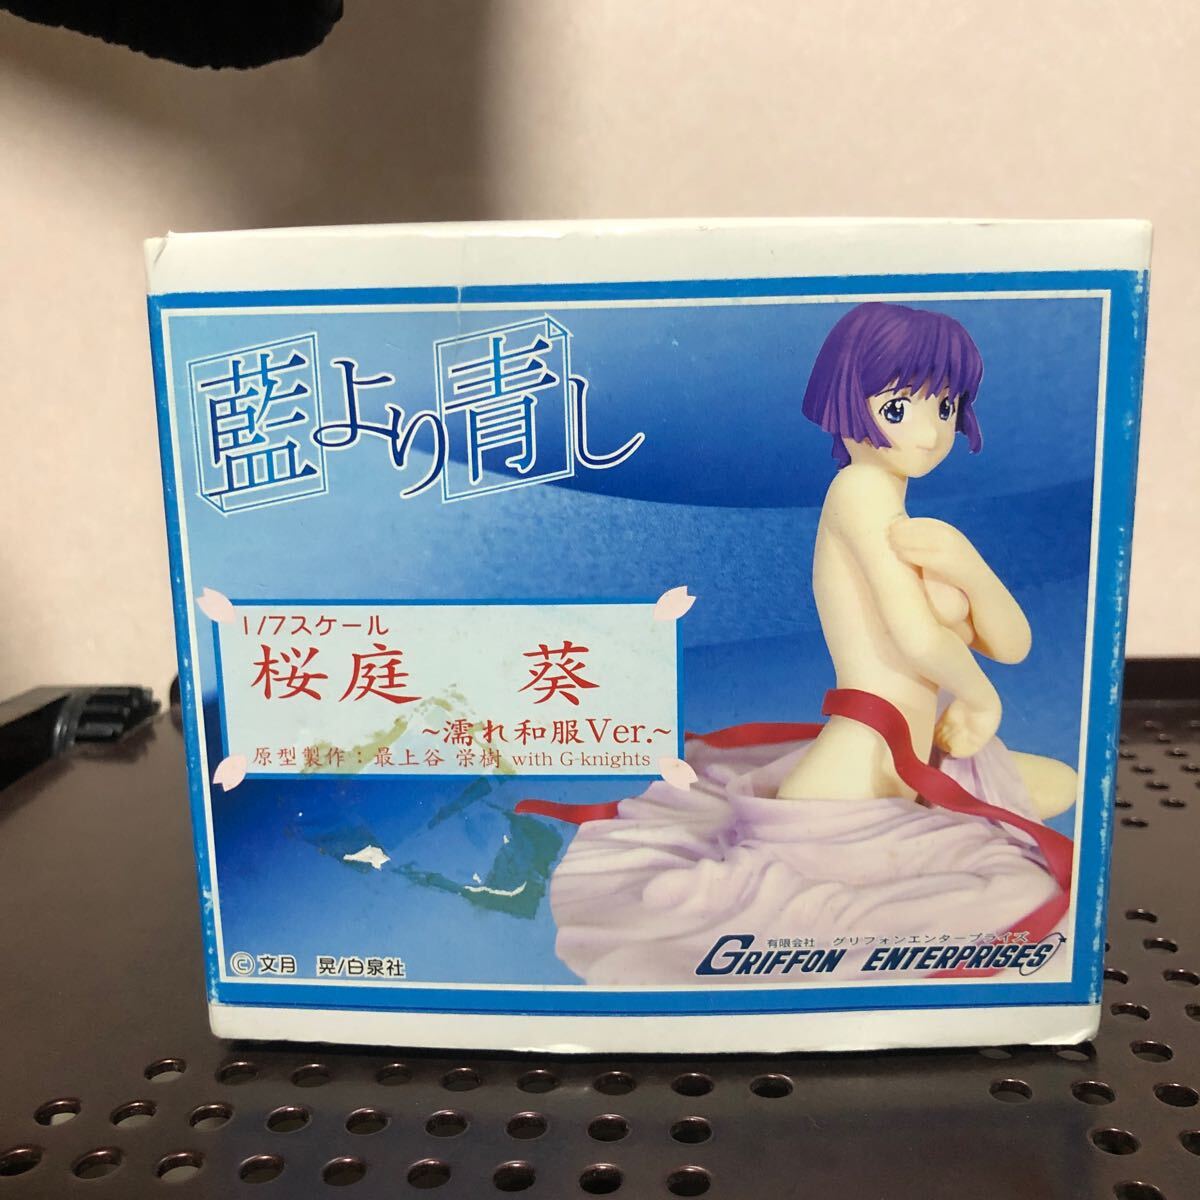 藍より青し
1/7スケール
桜庭 葵
~濡れ和服Ver.~
原型製作：最上谷 栄樹 with G-knights
©文月 晃/白泉社
有限会社 グリフォンエンタープライズ
GRIFFON ENTERPRISES